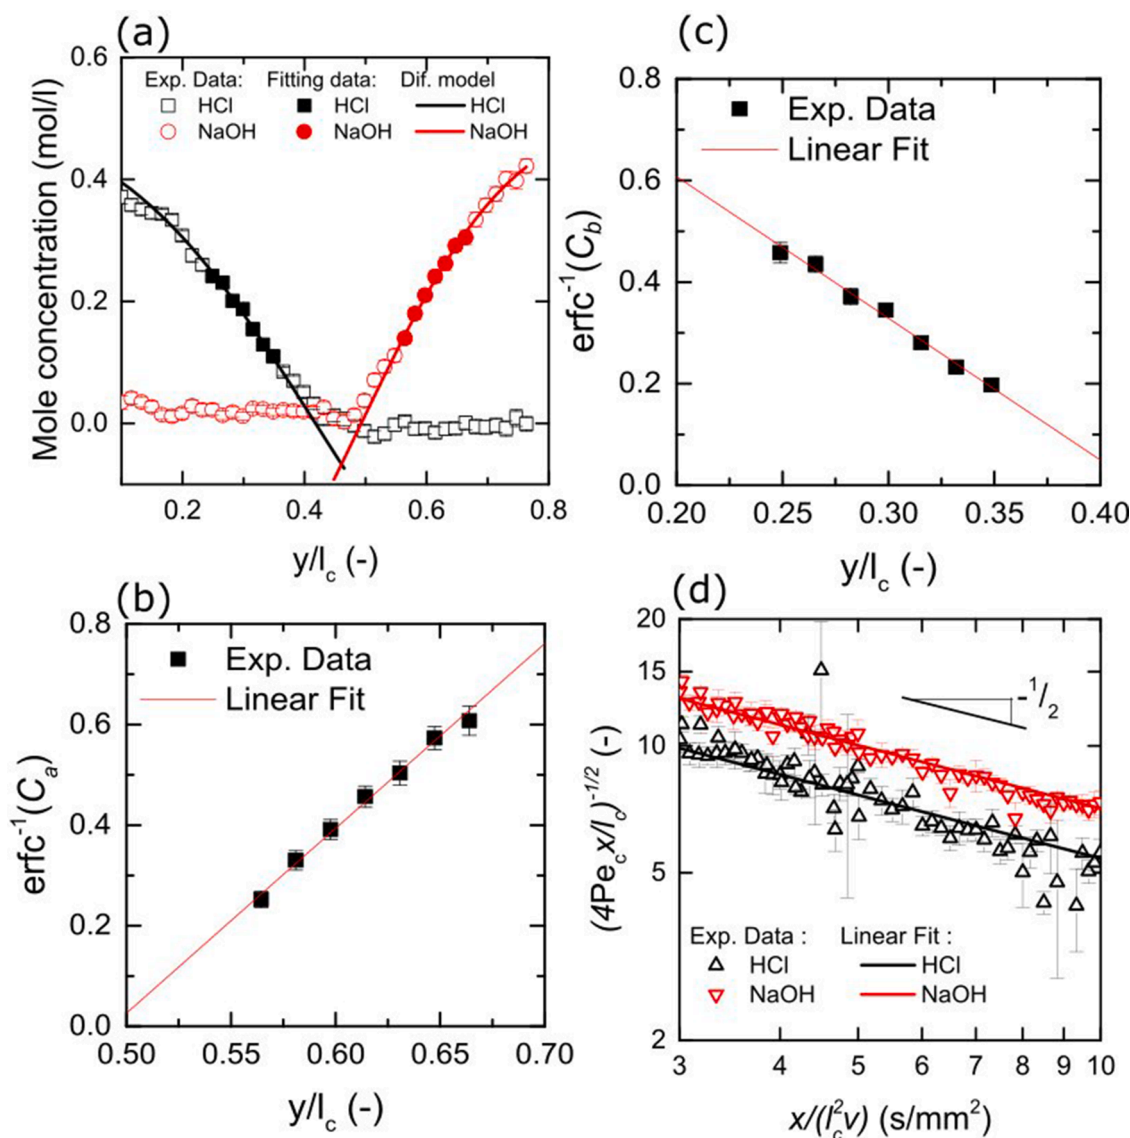 (a)
0.6
Exp. Data: Fitting data: Dif. model
HCl HCl HCl
NaOH NaOH NaOH
0.4
0.2
0.0
Mole concentration (mol/l)
0.2 0.4 0.6 0.8
y/l_c (-)
(c)
0.8
Exp. Data
Linear Fit
0.6
0.4
0.2
0.0
erfc⁻¹(C_b)
0.20 0.25 0.30 0.35 0.40
y/l_c (-)
(b)
0.8
Exp. Data
Linear Fit
0.6
0.4
0.2
0.0
erfc⁻¹(C_a)
0.50 0.55 0.60 0.65 0.70
y/l_c (-)
(d)
20
15
-1/2
10
5
Exp. Data : Linear Fit :
HCl HCl
NaOH NaOH
2
(4Pe_c x/l_c)^-1/2 (-)
3 4 5 6 7 8 9 10
x/(l_c²v) (s/mm²)